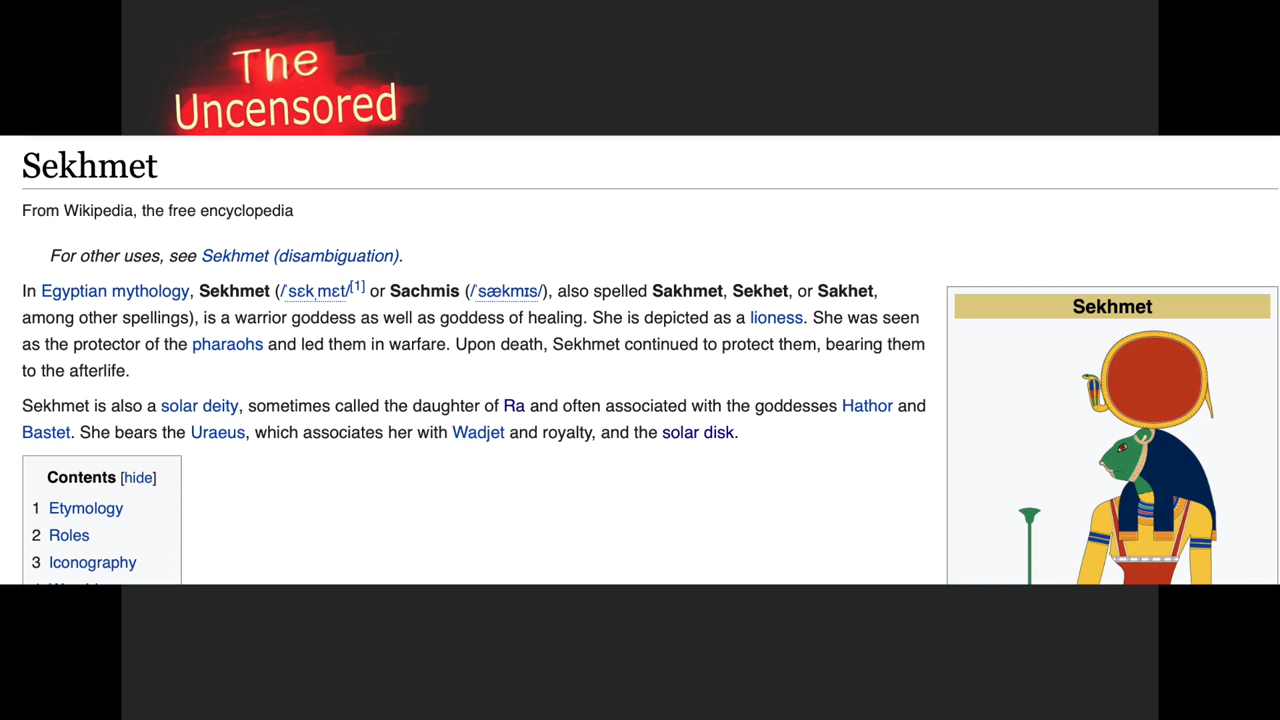 The
Uncensored
Sekhmet
From Wikipedia, the free encyclopedia
For other uses, see Sekhmet (disambiguation).
In Egyptian mythology, Sekhmet (/ˈsɛkˌmɛt/[1] or Sachmis (/ˈsækmɪs/), also spelled Sakhmet, Sekhet, or Sakhet,
among other spellings), is a warrior goddess as well as goddess of healing. She is depicted as a lioness. She was seen
as the protector of the pharaohs and led them in warfare. Upon death, Sekhmet continued to protect them, bearing them
to the afterlife.
Sekhmet is also a solar deity, sometimes called the daughter of Ra and often associated with the goddesses Hathor and
Bastet. She bears the Uraeus, which associates her with Wadjet and royalty, and the solar disk.
Contents [hide]
1 Etymology
2 Roles
3 Iconography
Sekhmet